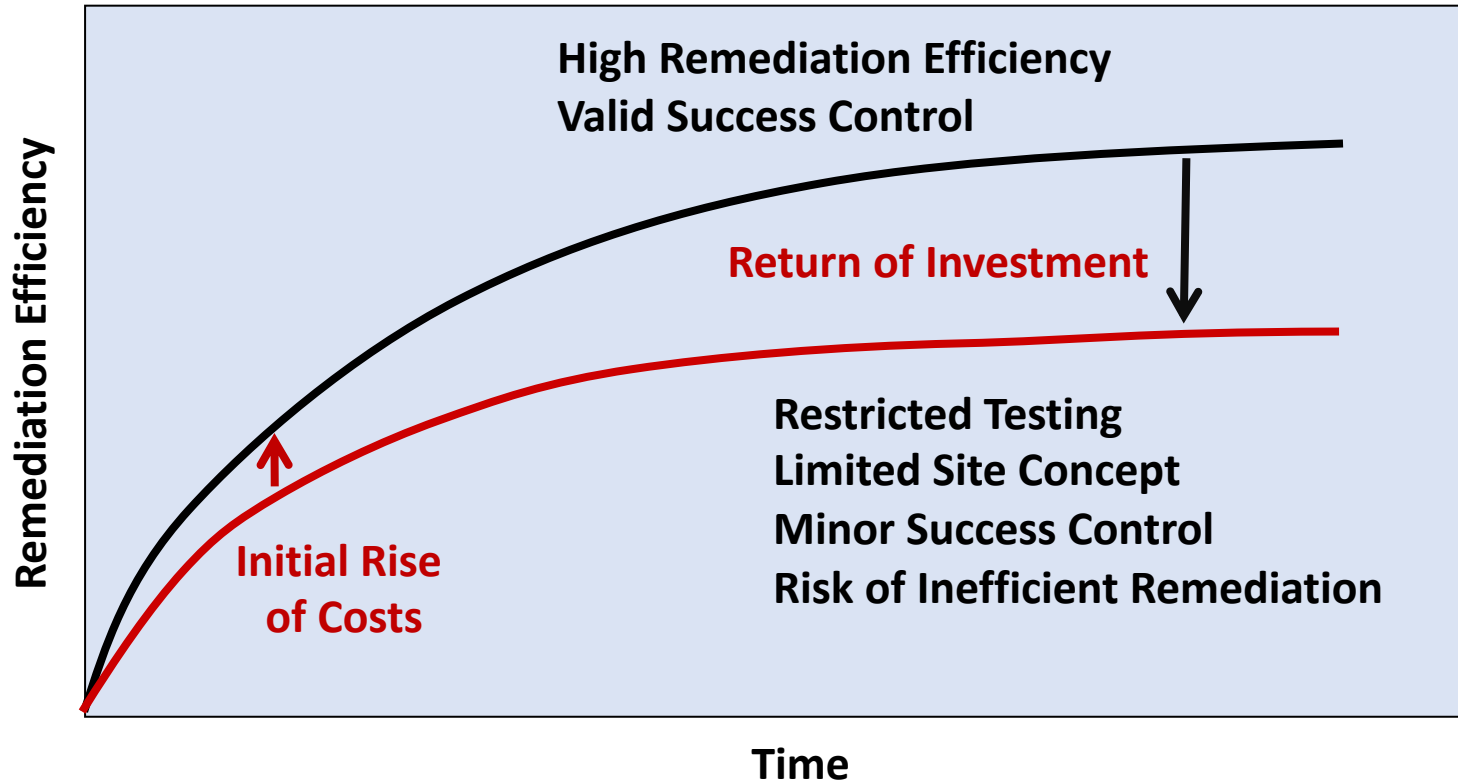 Remediation Efficiency
High Remediation Efficiency
Valid Success Control
Return of Investment
Restricted Testing
Limited Site Concept
Minor Success Control
Risk of Inefficient Remediation
Initial Rise
of Costs
Time